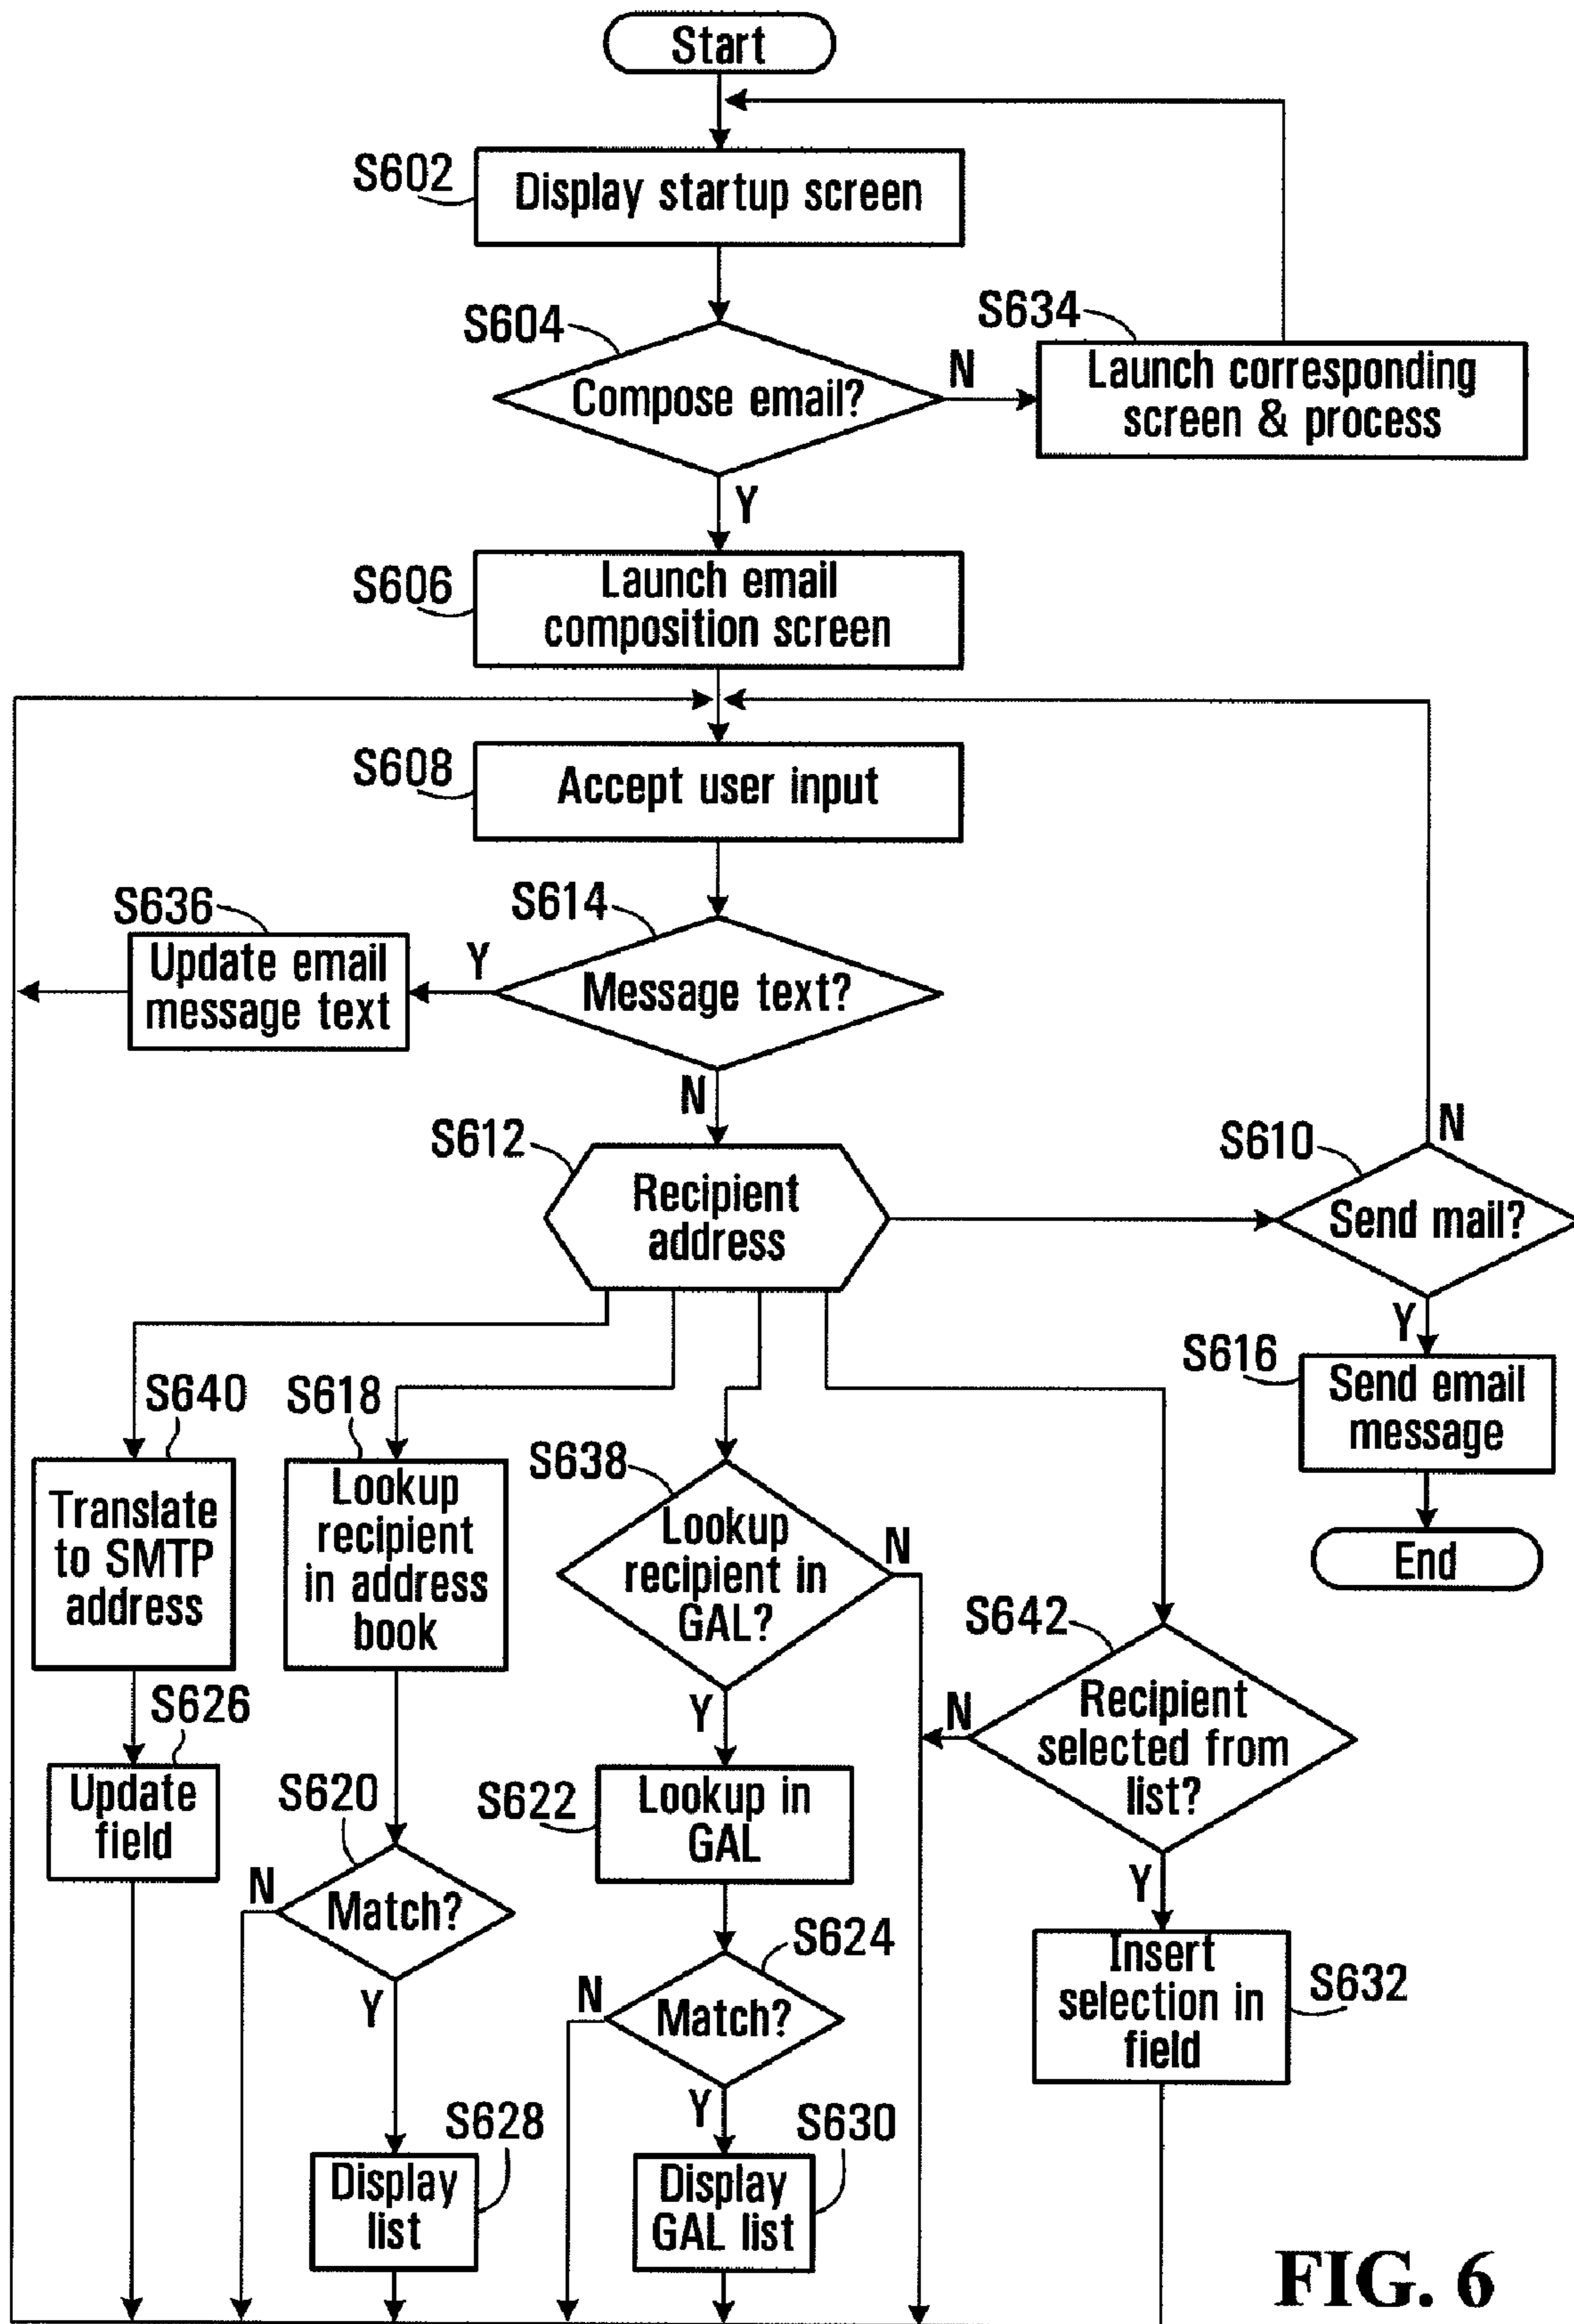 Start
S602
Display startup screen
S604
Compose email?
N
S634
Launch corresponding
screen & process
Y
S606
Launch email
composition screen
S608
Accept user input
S636
Update email
message text
Y
S614
Message text?
N
S612
Recipient
address
S610
N
Send mail?
Y
S616
Send email
message
End
S640
Translate
to SMTP
address
S626
Update
field
S618
Lookup
recipient
in address
book
S620
N
Match?
Y
S628
Display
list
S638
Lookup
recipient in
GAL?
N
Y
S622
Lookup in
GAL
S624
N
Match?
Y
S630
Display
GAL list
S642
N
Recipient
selected from
list?
Y
Insert
selection in
field
S632
FIG. 6